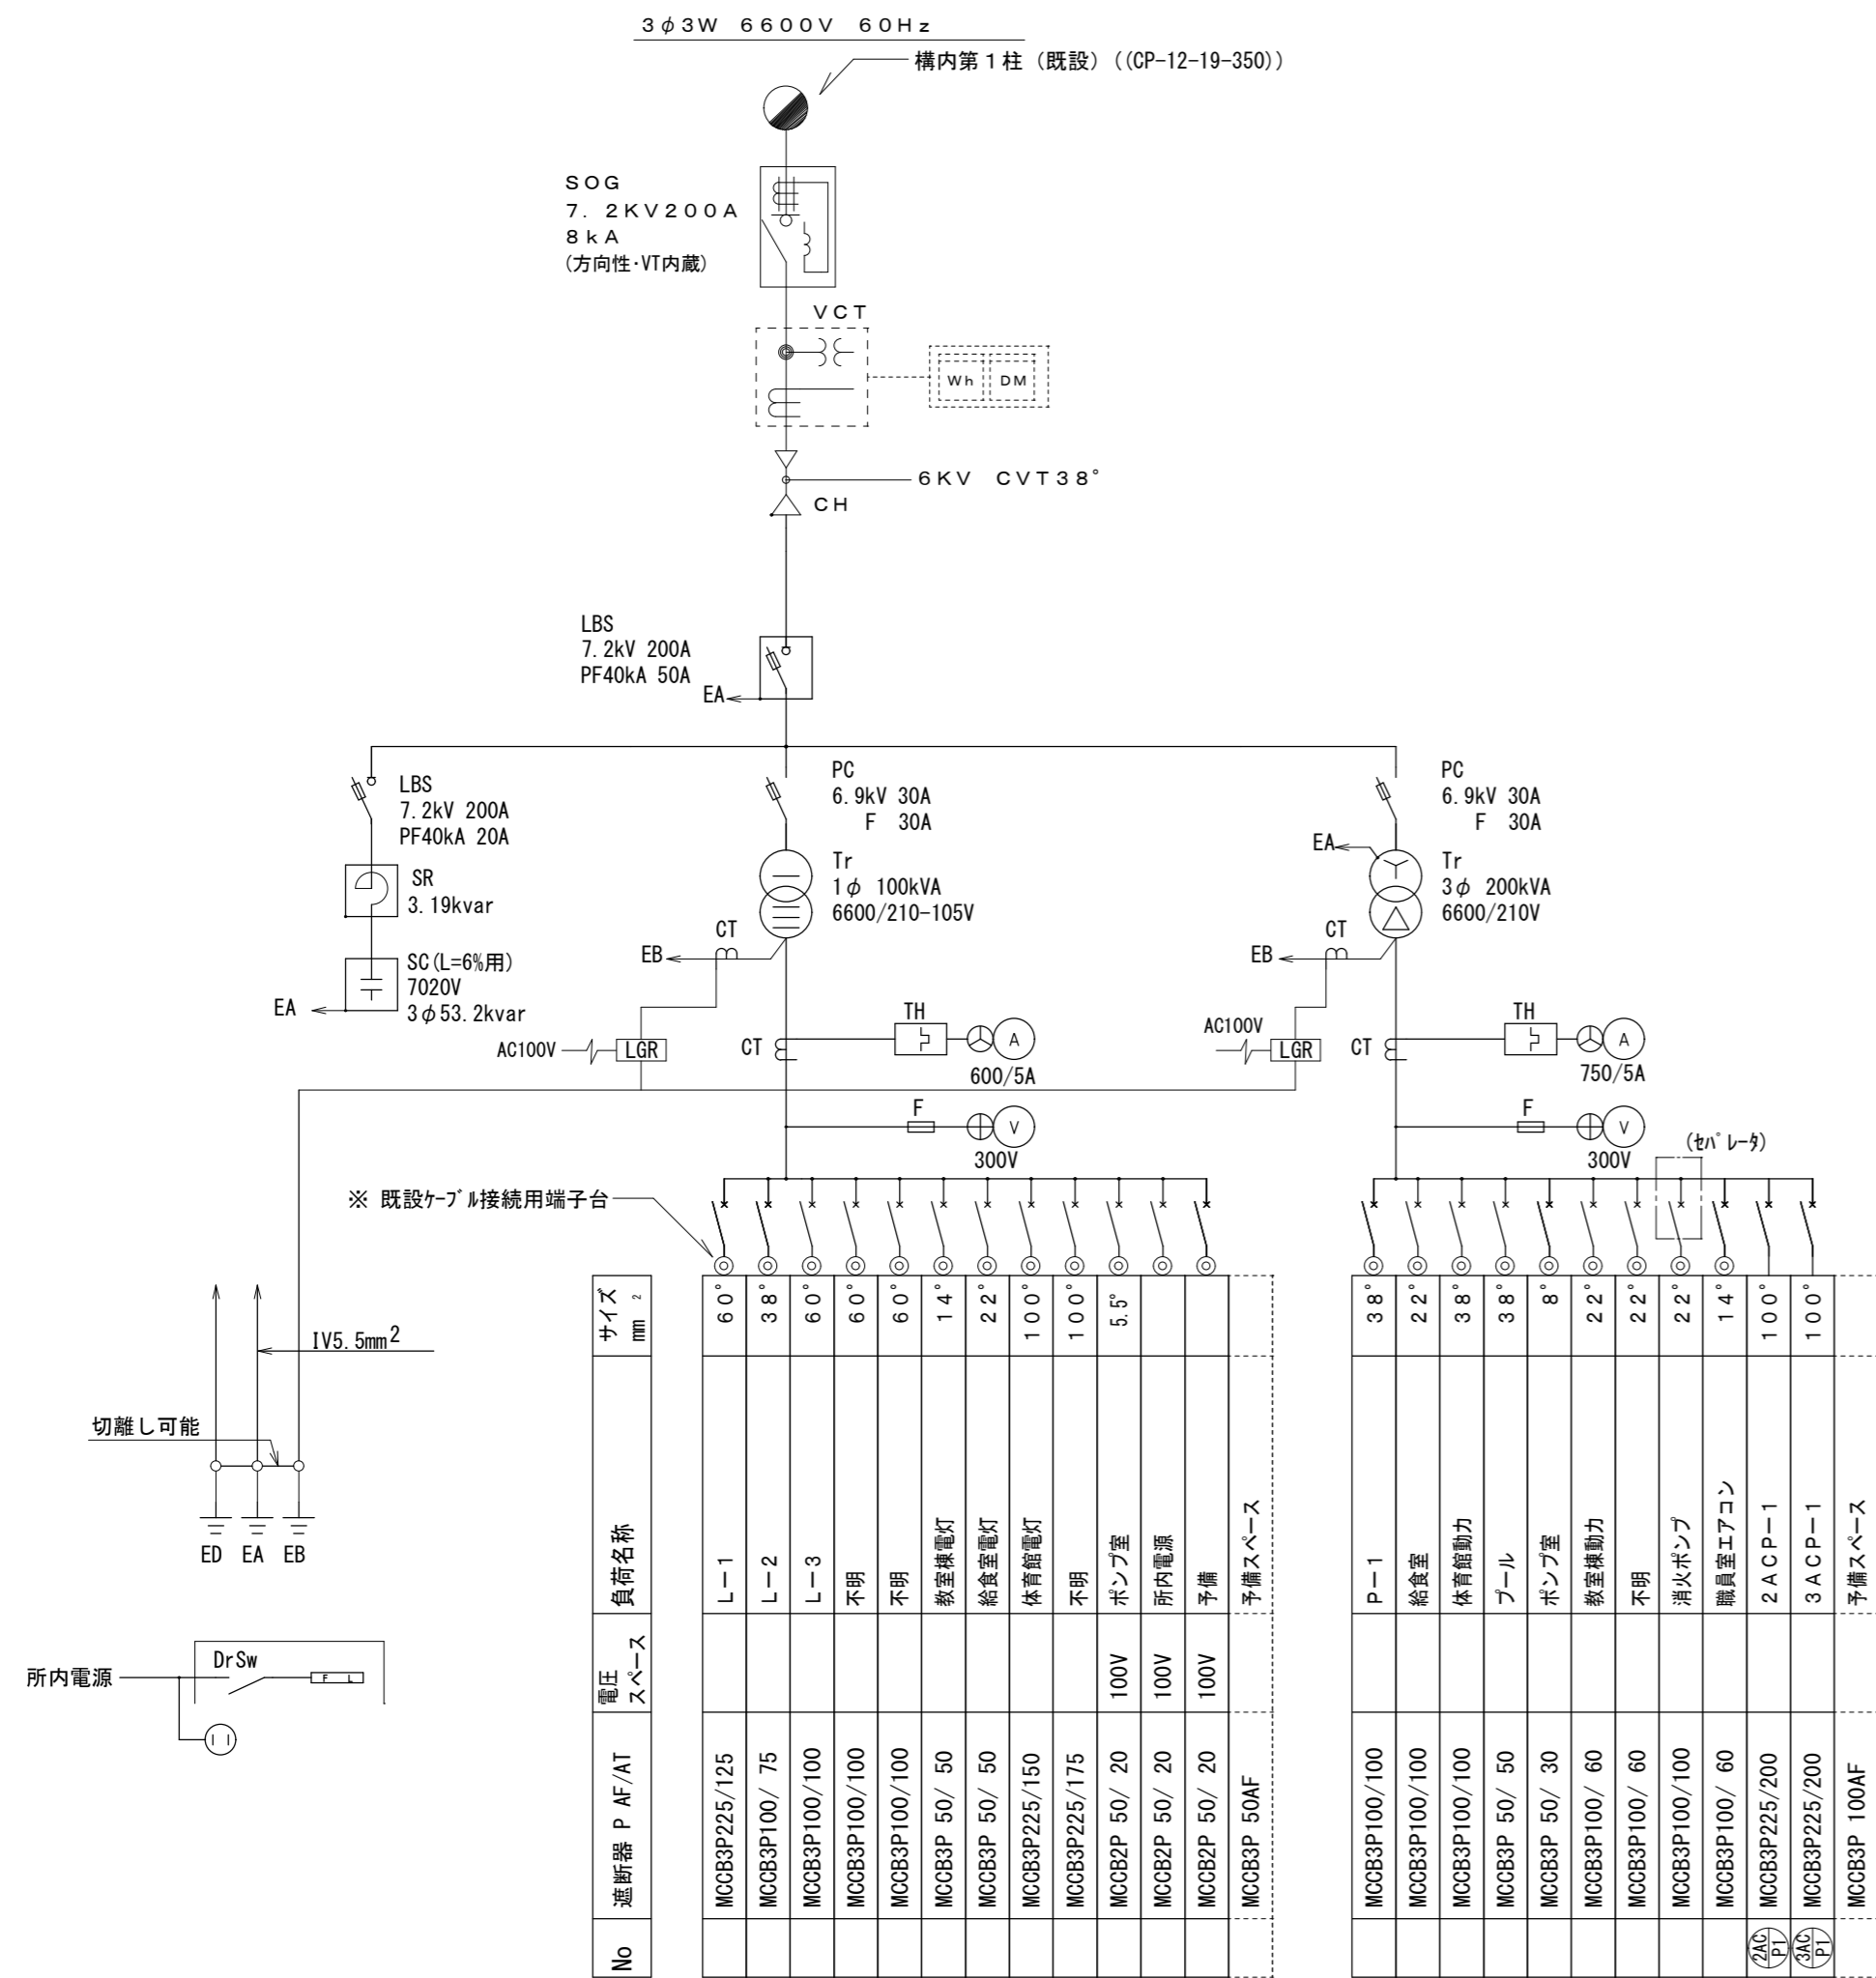 3φ3W 6600V 60Hz
構内第1柱（既設）((CP-12-19-350))
SOG
7.2KV200A
8kA
(方向性・VT内蔵)
VCT
Wh DM
6KV CVT38°
CH
LBS
7.2kV 200A
PF40kA 50A
EA
LBS
7.2kV 200A
PF40kA 20A
SR
3.19kvar
SC(L=6%用)
7020V
3φ53.2kvar
EA
PC
6.9kV 30A
F 30A
Tr
1φ 100kVA
6600/210-105V
CT
EB
AC100V
LGR
CT
TH
A
600/5A
F
V
300V
PC
6.9kV 30A
F 30A
EA
Tr
3φ 200kVA
6600/210V
CT
EB
AC100V
LGR
CT
TH
A
750/5A
F
V
300V
(ｾﾊﾟﾚｰﾀ)
※ 既設ｹｰﾌﾞﾙ接続用端子台
IV5.5mm2
切離し可能
ED EA EB
所内電源
DrSw
F L
No 遮断器 P AF/AT 電圧 スペース 負荷名称 サイズ mm2
MCCB3P225/125 L－1 60°
MCCB3P100/ 75 L－2 38°
MCCB3P100/100 L－3 60°
MCCB3P100/100 不明 60°
MCCB3P100/100 不明 60°
MCCB3P 50/ 50 教室棟電灯 14°
MCCB3P 50/ 50 給食室電灯 22°
MCCB3P225/150 体育館電灯 100°
MCCB3P225/175 不明 100°
MCCB2P 50/ 20 100V ポンプ室 5.5°
MCCB2P 50/ 20 100V 所内電源
MCCB2P 50/ 20 100V 予備
MCCB3P 50AF 予備スペース
MCCB3P100/100 P－1 38°
MCCB3P100/100 給食室 22°
MCCB3P100/100 体育館動力 38°
MCCB3P 50/ 50 プール 38°
MCCB3P 50/ 30 ポンプ室 8°
MCCB3P100/ 60 教室棟動力 22°
MCCB3P100/ 60 不明 22°
MCCB3P100/100 消火ポンプ 22°
MCCB3P100/ 60 職員室エアコン 14°
2AC P1 MCCB3P225/200 2ACP－1 100°
3AC P1 MCCB3P225/200 3ACP－1 100°
MCCB3P 100AF 予備スペース